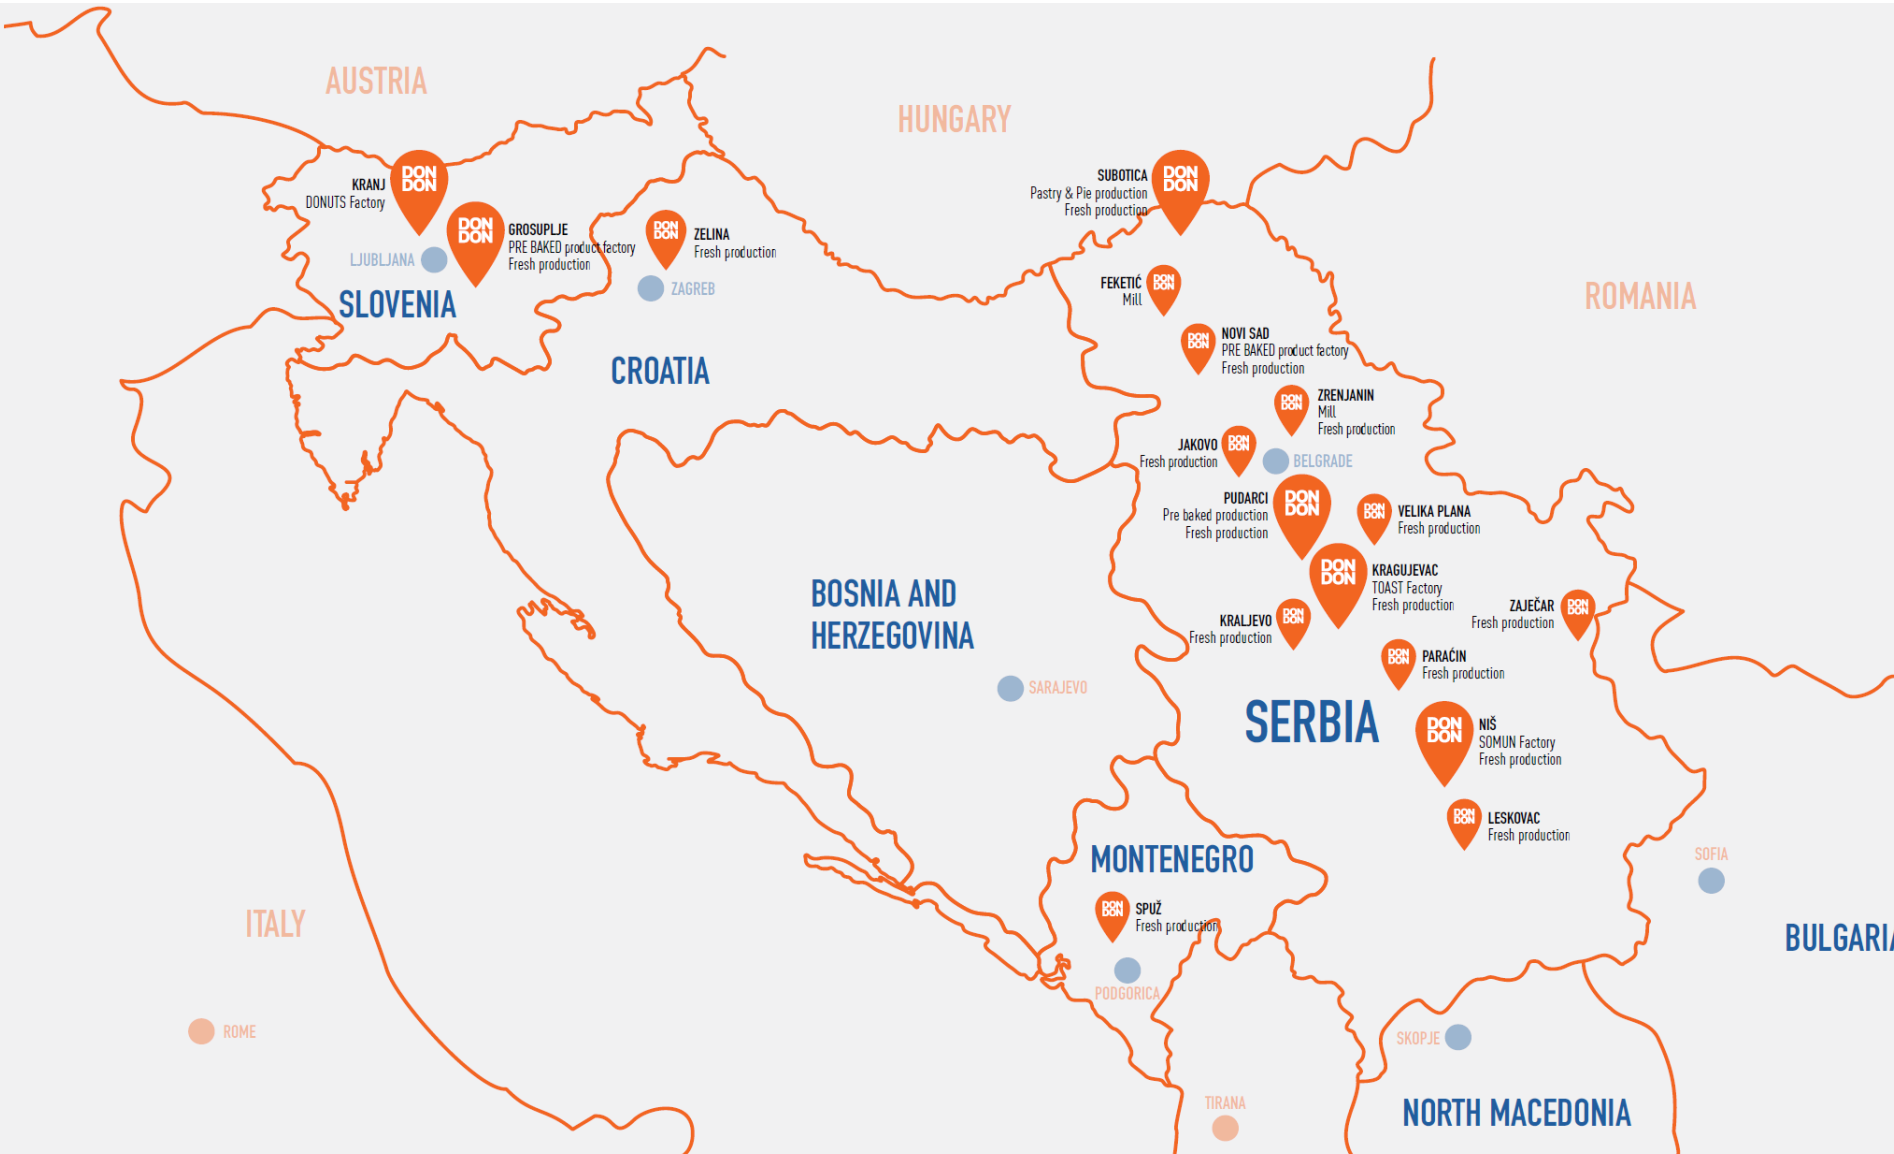 AUSTRIA
HUNGARY
ROMANIA
DON
DON
KRANJ
DONUTS Factory
DON
DON
GROSUPLJE
PRE BAKED product factory
Fresh production
LJUBLJANA
SLOVENIA
DON
DON
ZELINA
Fresh production
ZAGREB
CROATIA
SUBOTICA
Pastry & Pie production
Fresh production
DON
DON
FEKETIĆ
Mill
DON
DON
DON
DON
NOVI SAD
PRE BAKED product factory
Fresh production
DON
DON
ZRENJANIN
Mill
Fresh production
JAKOVO
Fresh production
DON
DON
BELGRADE
PUDARCI
Pre baked production
Fresh production
DON
DON
DON
DON
VELIKA PLANA
Fresh production
DON
DON
KRAGUJEVAC
TOAST Factory
Fresh production
KRALJEVO
Fresh production
DON
DON
ZAJEČAR
Fresh production
DON
DON
DON
DON
PARAĆIN
Fresh production
BOSNIA AND
HERZEGOVINA
SARAJEVO
SERBIA
DON
DON
NIŠ
SOMUN Factory
Fresh production
DON
DON
LESKOVAC
Fresh production
MONTENEGRO
DON
DON
SPUŽ
Fresh production
PODGORICA
SOFIA
BULGARIA
ITALY
ROME
SKOPJE
TIRANA
NORTH MACEDONIA